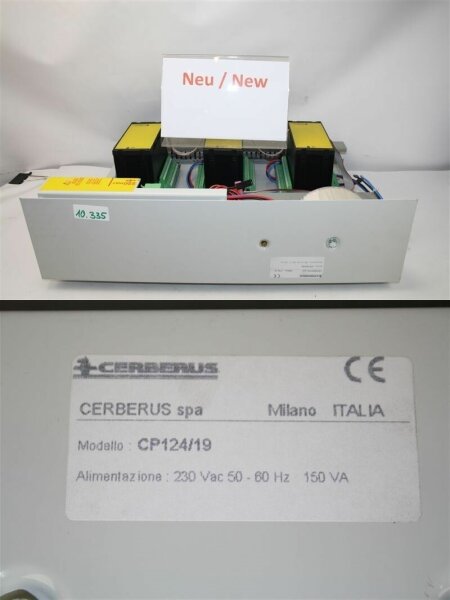 Neu / New
10.335
CERBERUS
CERBERUS spa Milano ITALIA
Modello : CP124/19
Alimentazione : 230 Vac 50 - 60 Hz 150 VA